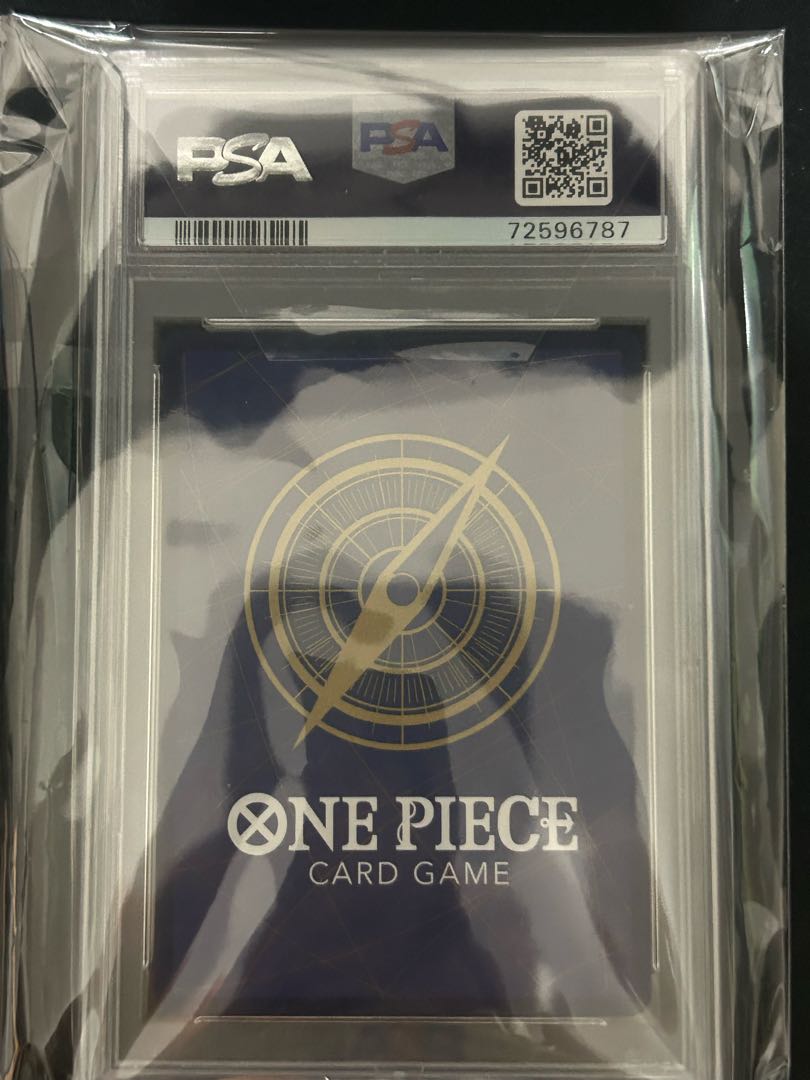 PSA
PSA
72596787
ONE PIECE
CARD GAME